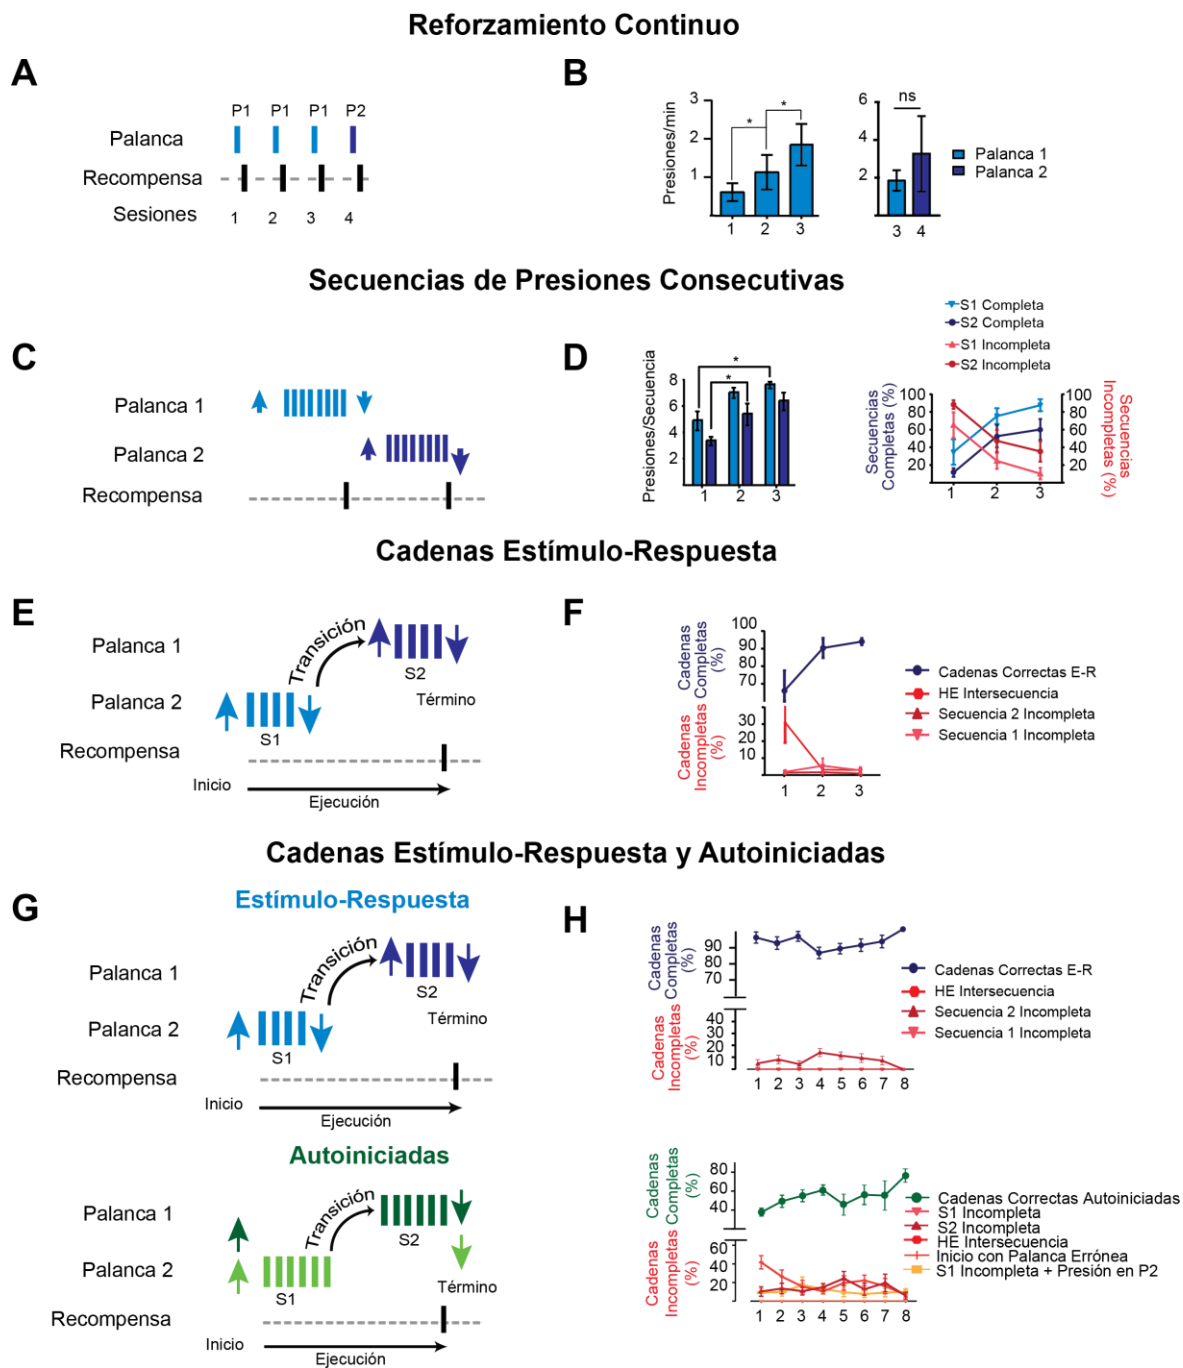 Reforzamiento Continuo
A
P1 P1 P1 P2
Palanca
Recompensa
Sesiones 1 2 3 4
B
Presiones/min
3
2
1
1 2 3
6
4
2
ns
3 4
* *
Palanca 1
Palanca 2
Secuencias de Presiones Consecutivas
C
Palanca 1
Palanca 2
Recompensa
D
Presiones/Secuencia
8
6
4
2
1 2 3
* *
S1 Completa
S2 Completa
S1 Incompleta
S2 Incompleta
Secuencias
Completas (%)
100
80
60
40
20
1 2 3
100
80
60
40
20
Secuencias
Incompletas (%)
Cadenas Estímulo-Respuesta
E
Palanca 1
Palanca 2
Recompensa
Transición
S1
S2
Término
Inicio
Ejecución
F
Cadenas
Completas
(%)
100
90
70
Cadenas
Incompletas
(%)
30
20
10
1 2 3
Cadenas Correctas E-R
HE Intersecuencia
Secuencia 2 Incompleta
Secuencia 1 Incompleta
Cadenas Estímulo-Respuesta y Autoiniciadas
G
Estímulo-Respuesta
Palanca 1
Palanca 2
Recompensa
Transición
S1
S2
Término
Inicio
Ejecución
H
Cadenas
Completas
(%)
90
70
Cadenas
Incompletas
(%)
40
30
20
10
1 2 3 4 5 6 7 8
Cadenas Correctas E-R
HE Intersecuencia
Secuencia 2 Incompleta
Secuencia 1 Incompleta
Autoiniciadas
Palanca 1
Palanca 2
Recompensa
Transición
S1
S2
Término
Inicio
Ejecución
Cadenas
Completas
(%)
80
60
40
Cadenas
Incompletas
(%)
60
40
20
1 2 3 4 5 6 7 8
Cadenas Correctas Autoiniciadas
S1 Incompleta
S2 Incompleta
HE Intersecuencia
Inicio con Palanca Errónea
S1 Incompleta + Presión en P2